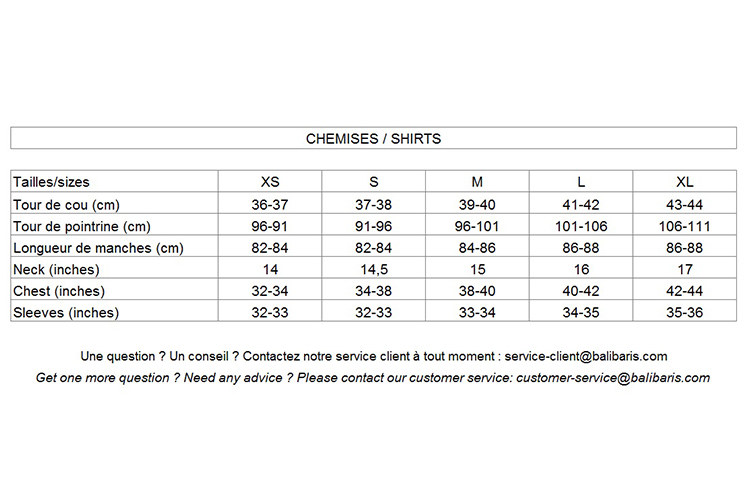 CHEMISES / SHIRTS
Tailles/sizes XS S M L XL
Tour de cou (cm) 36-37 37-38 39-40 41-42 43-44
Tour de pointrine (cm) 96-91 91-96 96-101 101-106 106-111
Longueur de manches (cm) 82-84 82-84 84-86 86-88 86-88
Neck (inches) 14 14,5 15 16 17
Chest (inches) 32-34 34-38 38-40 40-42 42-44
Sleeves (inches) 32-33 32-33 33-34 34-35 35-36
Une question ? Un conseil ? Contactez notre service client à tout moment : service-client@balibaris.com
Get one more question ? Need any advice ? Please contact our customer service: customer-service@balibaris.com